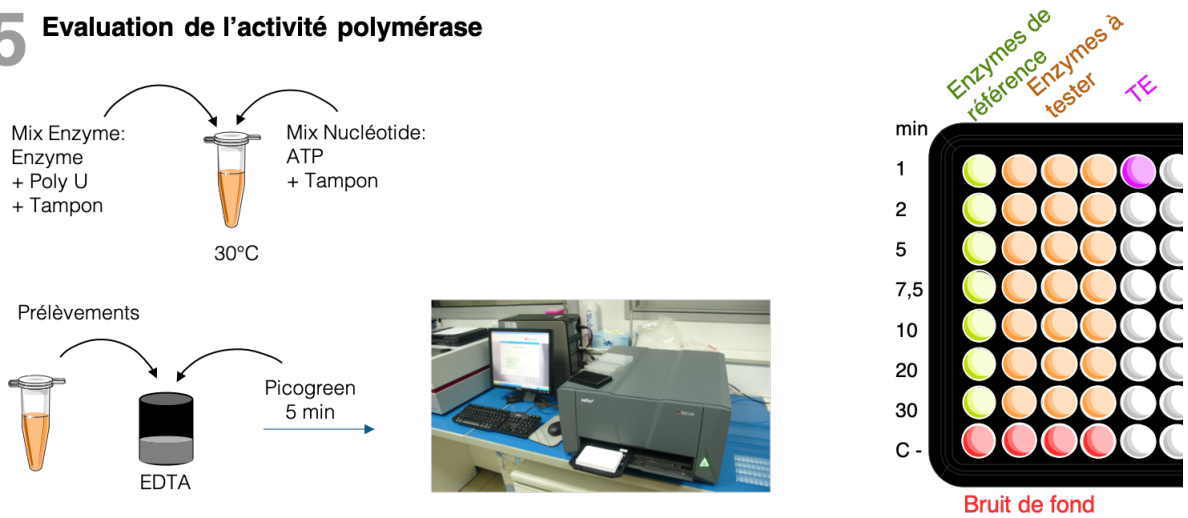 5 Evaluation de l'activité polymérase
Mix Enzyme:
Enzyme
+ Poly U
+ Tampon
Mix Nucléotide:
ATP
+ Tampon
30°C
Prélèvements
EDTA
Picogreen
5 min
Enzymes de
référence
Enzymes à
tester
TE
min
1
2
5
7,5
10
20
30
C -
Bruit de fond